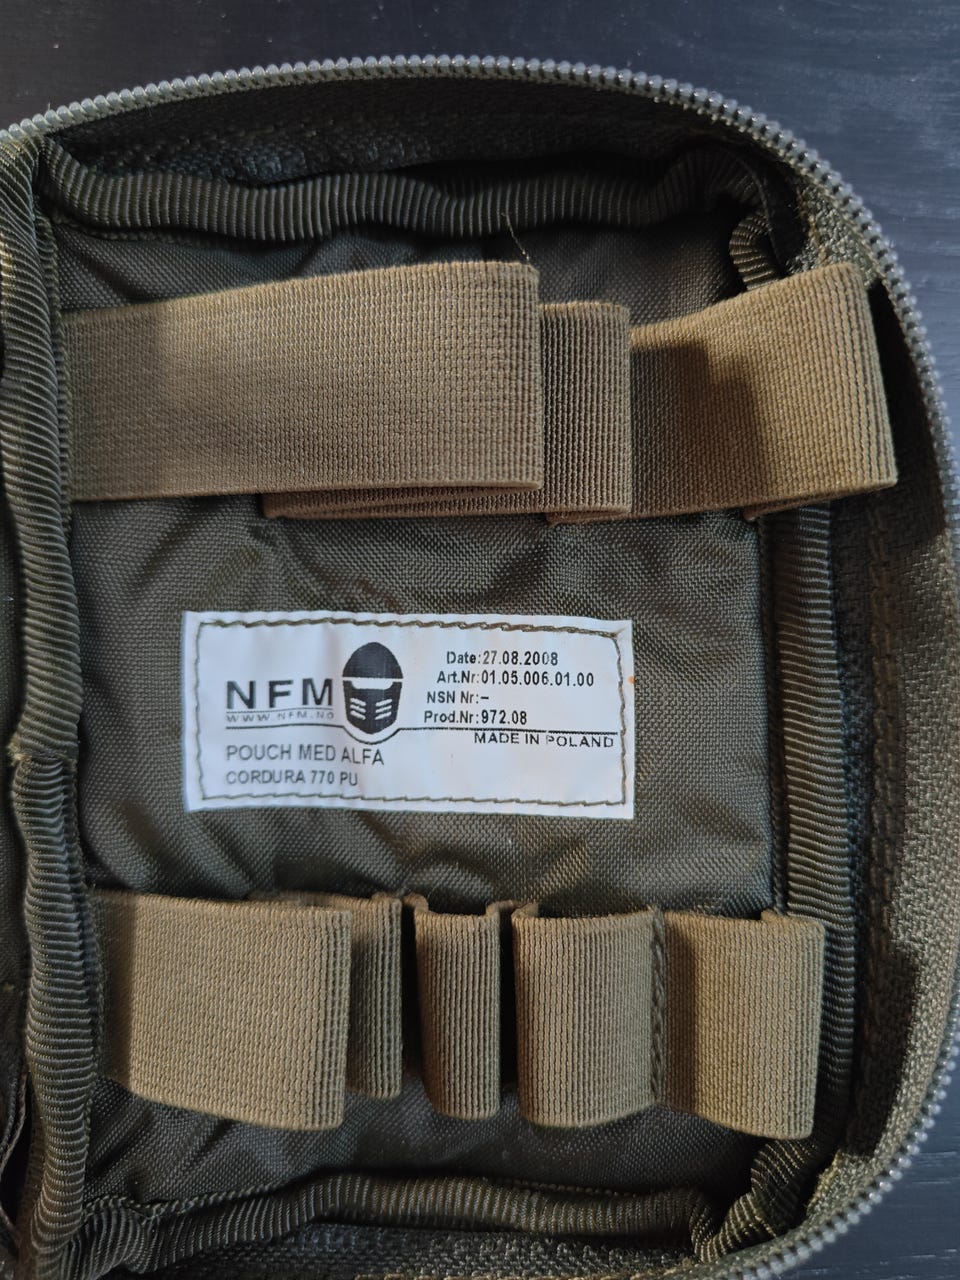 NFM
WWW.NFM.NO
Date:27.08.2008
Art.Nr:01.05.006.01.00
NSN Nr:–
Prod.Nr:972.08
MADE IN POLAND
POUCH MED ALFA
CORDURA 770 PU